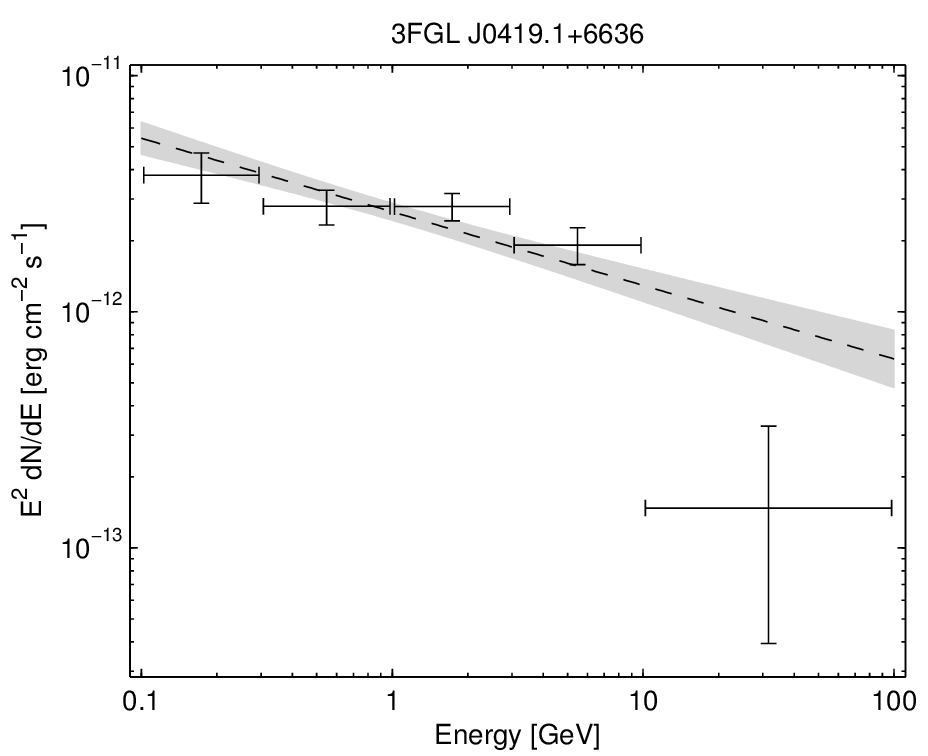 3FGL J0419.1+6636
10⁻¹¹
10⁻¹²
10⁻¹³
E² dN/dE [erg cm⁻² s⁻¹]
0.1 1 10 100
Energy [GeV]